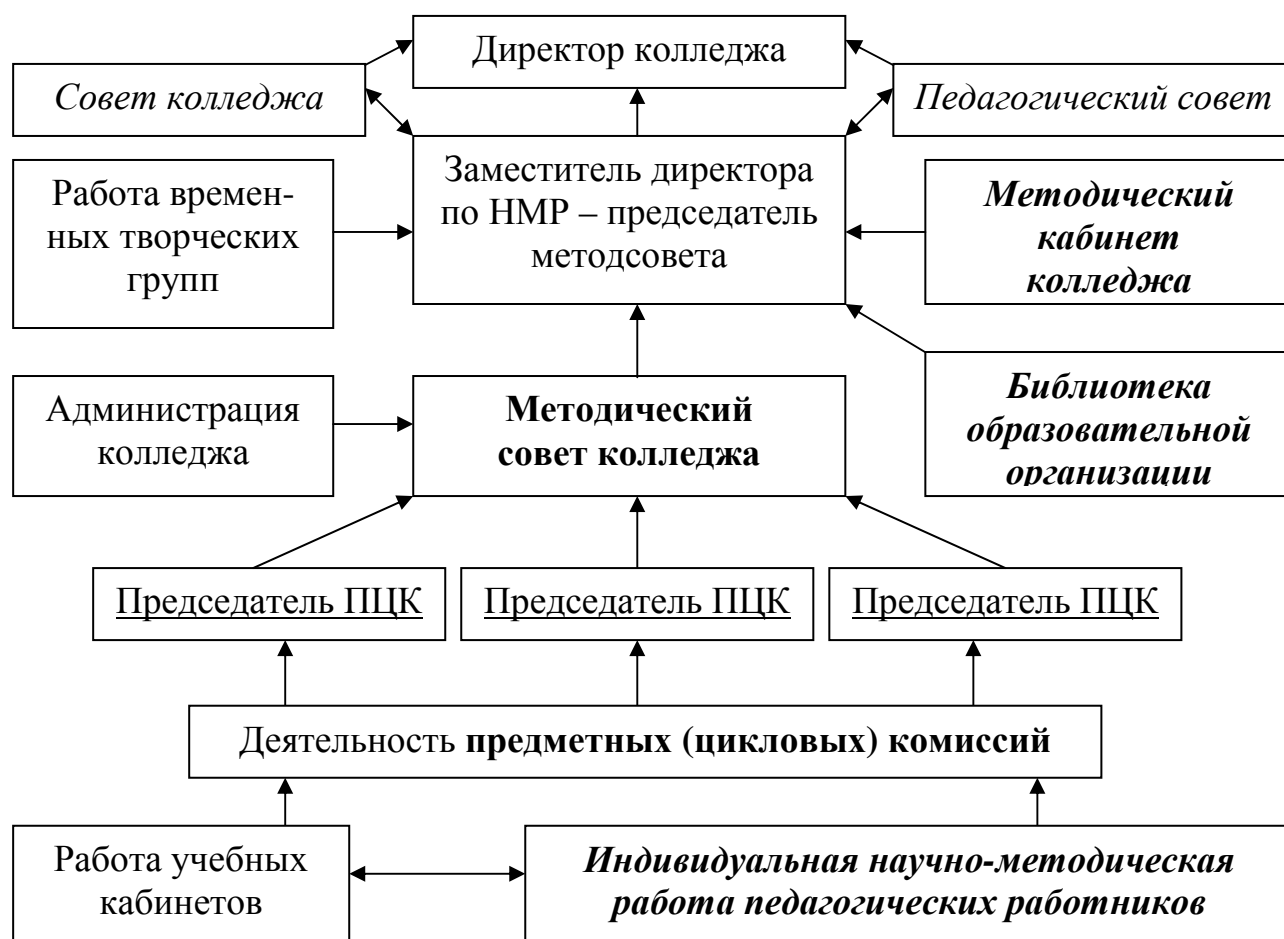 Директор колледжа
Совет колледжа
Педагогический совет
Работа времен-
ных творческих
групп
Заместитель директора
по НМР – председатель
методсовета
Методический
кабинет
колледжа
Администрация
колледжа
Методический
совет колледжа
Библиотека
образовательной
организации
Председатель ПЦК
Председатель ПЦК
Председатель ПЦК
Деятельность предметных (цикловых) комиссий
Работа учебных
кабинетов
Индивидуальная научно-методическая
работа педагогических работников